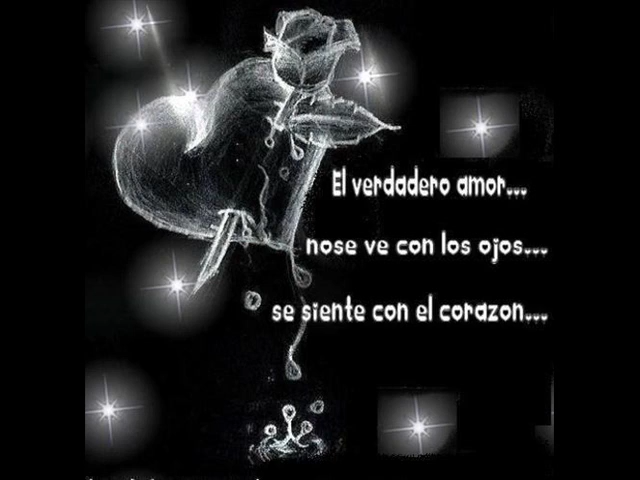 El verdadero amor...
nose ve con los ojos...
se siente con el corazon...